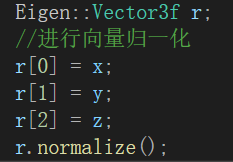 Eigen::Vector3f r;
//进行向量归一化
r[0] = x;
r[1] = y;
r[2] = z;
r.normalize();